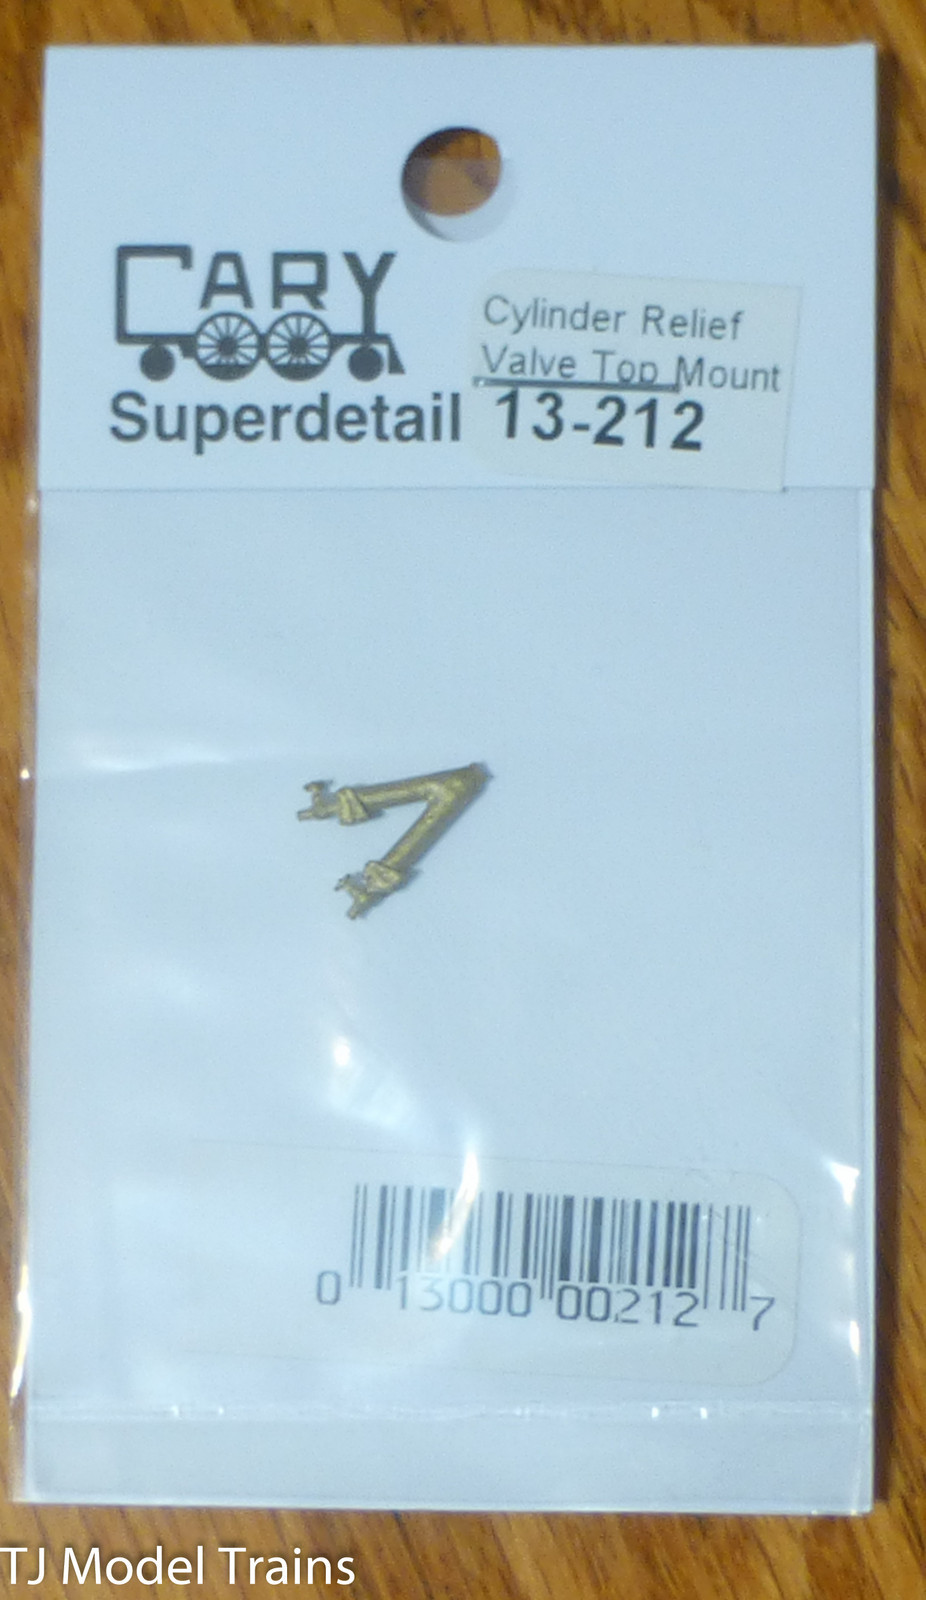 CARY
Superdetail
Cylinder Relief
Valve Top Mount
13-212
0 13000 00212 7
TJ Model Trains